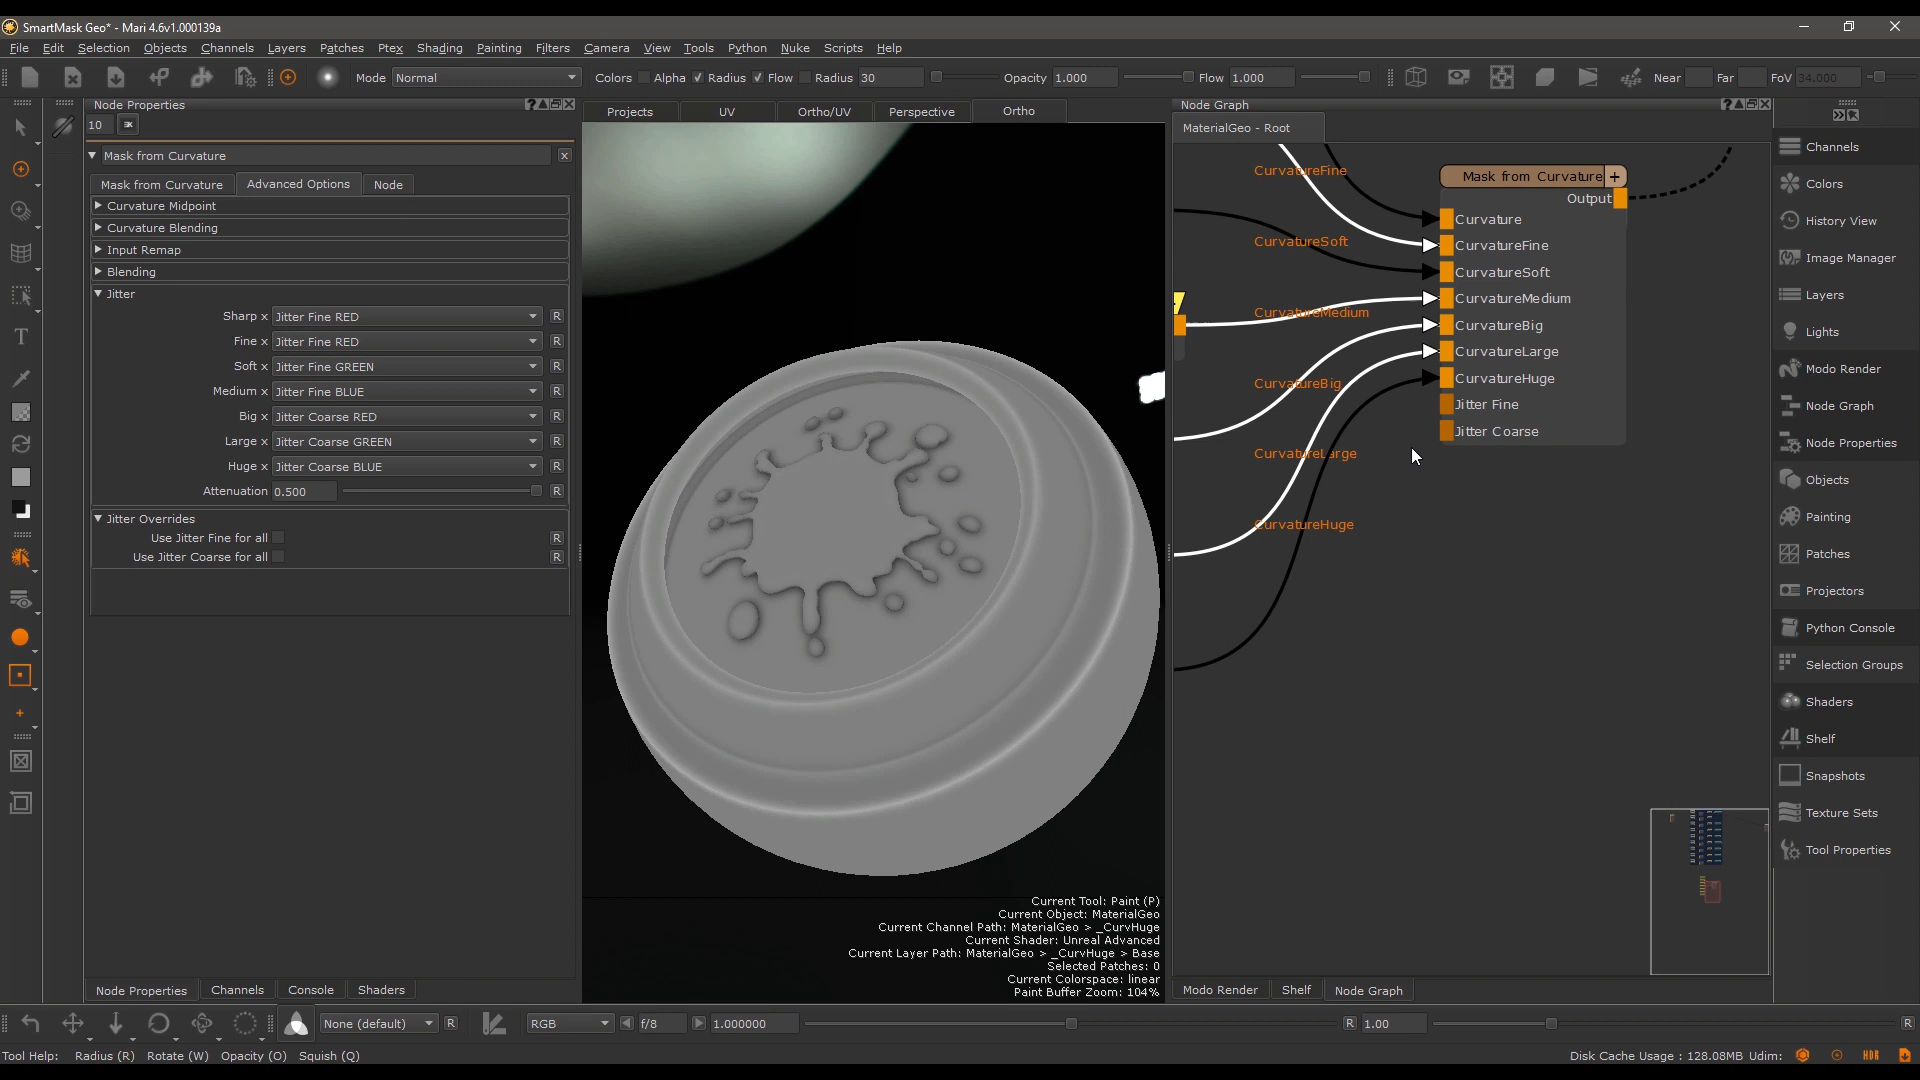 SmartMask Geo* - Mari 4.6v1.000139a
File Edit Selection Objects Channels Layers Patches Ptex Shading Painting Filters Camera View Tools Python Nuke Scripts Help
Mode Normal Colors Alpha Radius Flow Radius 30 Opacity 1.000 Flow 1.000 Near Far FoV 34.000
Node Properties
10
Mask from Curvature
Mask from Curvature Advanced Options Node
Curvature Midpoint
Curvature Blending
Input Remap
Blending
Jitter
Sharp x Jitter Fine RED R
Fine x Jitter Fine RED R
Soft x Jitter Fine GREEN R
Medium x Jitter Fine BLUE R
Big x Jitter Coarse RED R
Large x Jitter Coarse GREEN R
Huge x Jitter Coarse BLUE R
Attenuation 0.500 R
Jitter Overrides
Use Jitter Fine for all R
Use Jitter Coarse for all R
Node Properties Channels Console Shaders
Projects UV Ortho/UV Perspective Ortho
Current Tool: Paint (P)
Current Object: MaterialGeo
Current Channel Path: MaterialGeo > _CurvHuge
Current Shader: Unreal Advanced
Current Layer Path: MaterialGeo > _CurvHuge > Base
Selected Patches: 0
Current Colorspace: linear
Paint Buffer Zoom: 104%
Node Graph
MaterialGeo - Root
CurvatureFine
CurvatureSoft
CurvatureMedium
CurvatureBig
CurvatureLarge
CurvatureHuge
Mask from Curvature +
Output
Curvature
CurvatureFine
CurvatureSoft
CurvatureMedium
CurvatureBig
CurvatureLarge
CurvatureHuge
Jitter Fine
Jitter Coarse
Modo Render Shelf Node Graph
Channels
Colors
History View
Image Manager
Layers
Lights
Modo Render
Node Graph
Node Properties
Objects
Painting
Patches
Projectors
Python Console
Selection Groups
Shaders
Shelf
Snapshots
Texture Sets
Tool Properties
None (default) R RGB f/8 1.000000 R 1.00 R
Tool Help: Radius (R) Rotate (W) Opacity (O) Squish (Q)
Disk Cache Usage : 128.08MB Udim: HDR